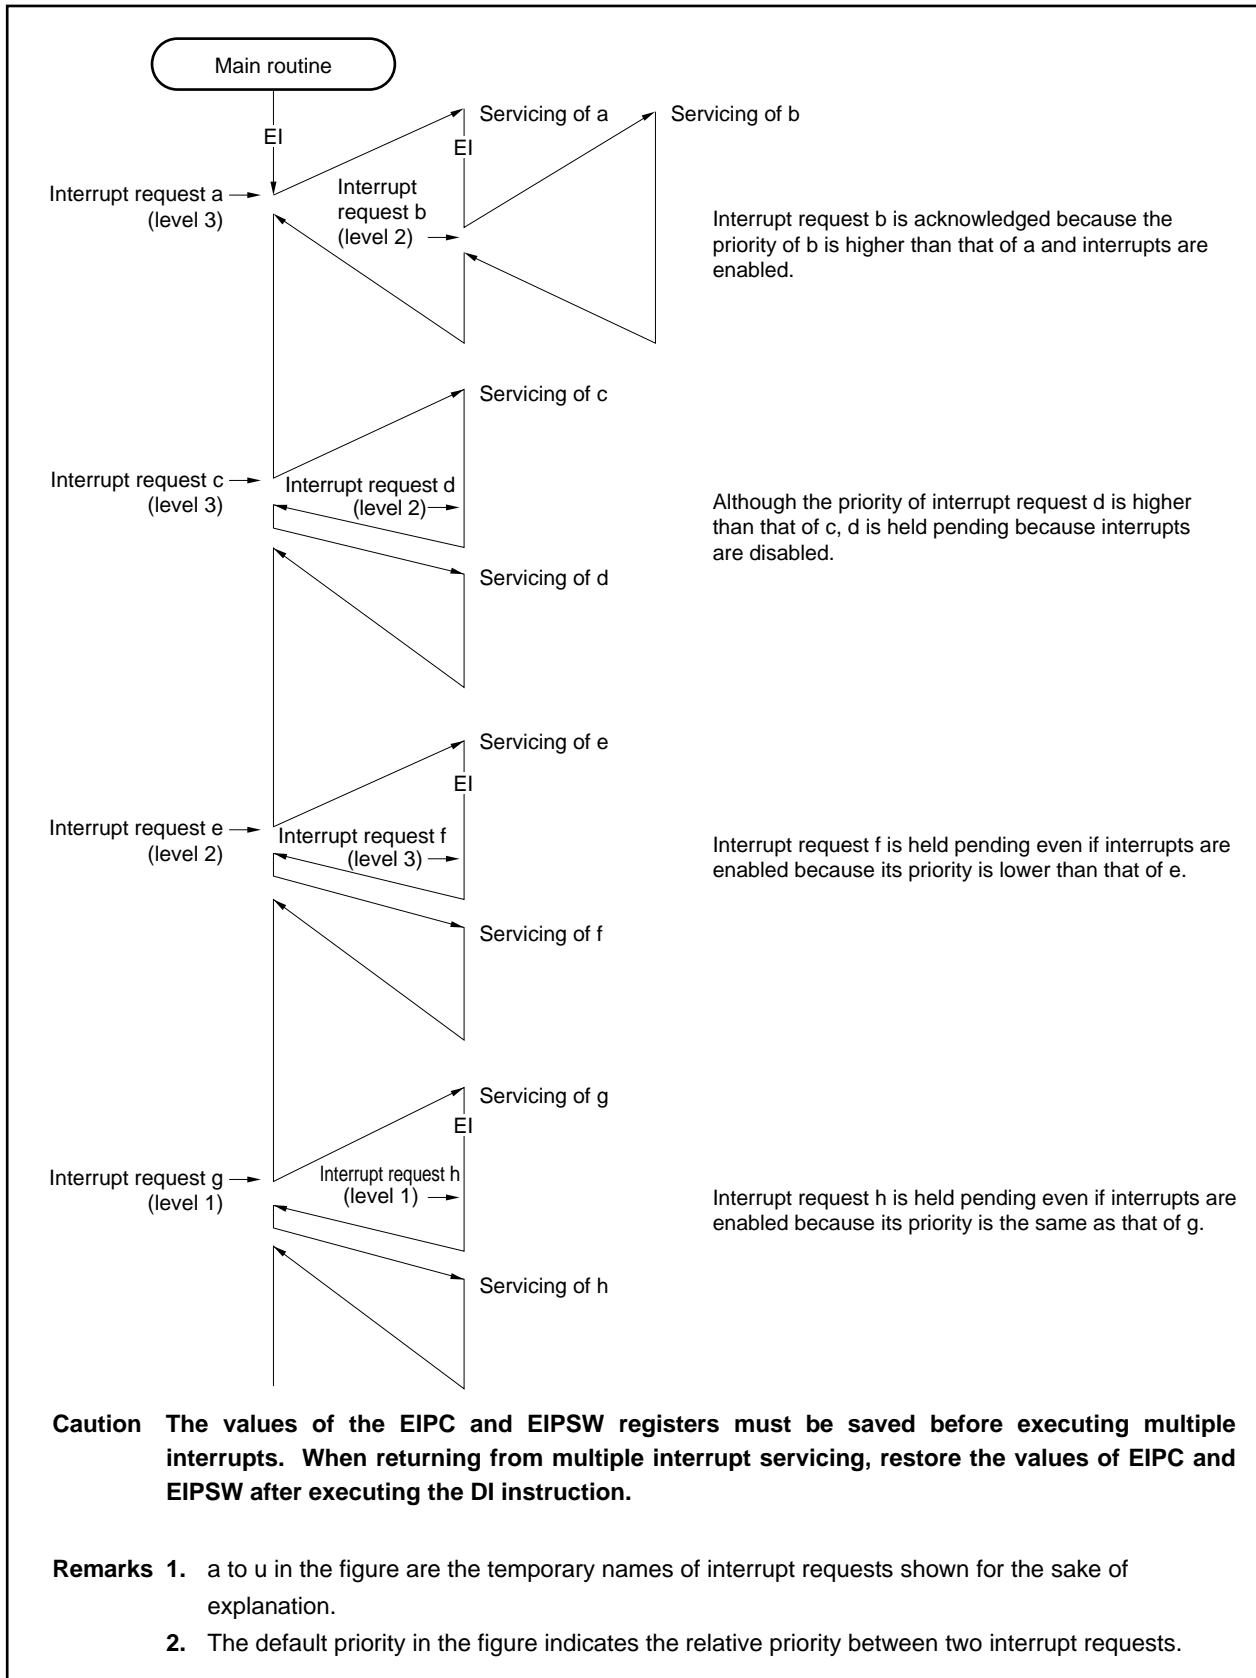 Main routine
EI
Servicing of a
Servicing of b
EI
Interrupt request a
(level 3)
Interrupt
request b
(level 2)
Interrupt request b is acknowledged because the
priority of b is higher than that of a and interrupts are
enabled.
Servicing of c
Interrupt request c
(level 3)
Interrupt request d
(level 2)
Although the priority of interrupt request d is higher
than that of c, d is held pending because interrupts
are disabled.
Servicing of d
Servicing of e
EI
Interrupt request e
(level 2)
Interrupt request f
(level 3)
Interrupt request f is held pending even if interrupts are
enabled because its priority is lower than that of e.
Servicing of f
Servicing of g
EI
Interrupt request g
(level 1)
Interrupt request h
(level 1)
Interrupt request h is held pending even if interrupts are
enabled because its priority is the same as that of g.
Servicing of h
Caution The values of the EIPC and EIPSW registers must be saved before executing multiple
interrupts. When returning from multiple interrupt servicing, restore the values of EIPC and
EIPSW after executing the DI instruction.
Remarks 1. a to u in the figure are the temporary names of interrupt requests shown for the sake of
explanation.
2. The default priority in the figure indicates the relative priority between two interrupt requests.